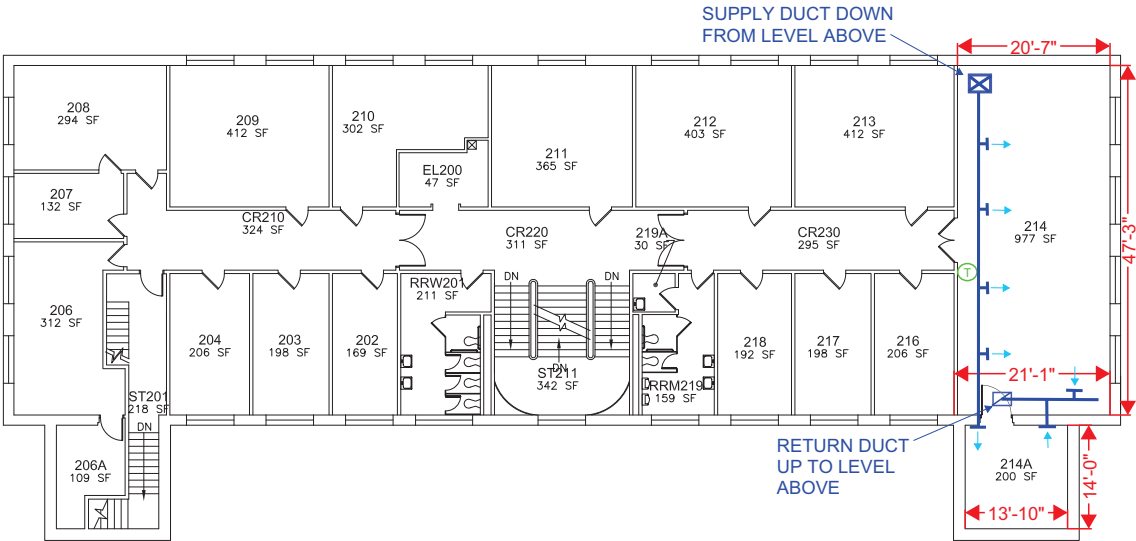 SUPPLY DUCT DOWN
FROM LEVEL ABOVE
20'-7"
208
294 SF
209
412 SF
210
302 SF
211
365 SF
212
403 SF
213
412 SF
EL200
47 SF
207
132 SF
CR210
324 SF
CR220
311 SF
219A
30 SF
CR230
295 SF
214
977 SF
47'-3"
T
206
312 SF
DN
DN
RRW201
211 SF
204
206 SF
203
198 SF
202
169 SF
218
192 SF
217
198 SF
216
206 SF
DN
ST211
342 SF
21'-1"
RRM219
159 SF
ST201
218 SF
DN
RETURN DUCT
UP TO LEVEL
ABOVE
206A
109 SF
214A
200 SF
14'-0"
13'-10"